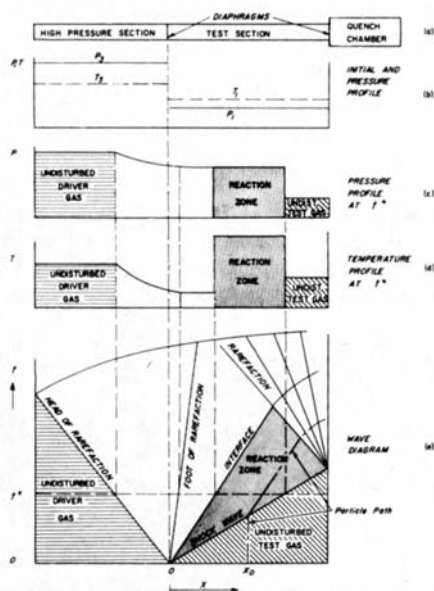 DIAPHRAGMS
HIGH PRESSURE SECTION
TEST SECTION
QUENCH
CHAMBER
(a)
P,T
P3
T3
T1
P1
INITIAL AND
PRESSURE
PROFILE
(b)
P
UNDISTURBED
DRIVER
GAS
REACTION
ZONE
UNDIST.
TEST GAS
PRESSURE
PROFILE
AT t*
(c)
T
UNDISTURBED
DRIVER
GAS
REACTION
ZONE
UNDIST.
TEST GAS
TEMPERATURE
PROFILE
AT t*
(d)
t
HEAD OF RAREFACTION
FOOT OF RAREFACTION
RAREFACTION
INTERFACE
REACTION
ZONE
WAVE
DIAGRAM
(e)
UNDISTURBED
DRIVER
GAS
t*
SHOCK WAVE
UNDISTURBED
TEST GAS
Particle Path
0
0
X0
X